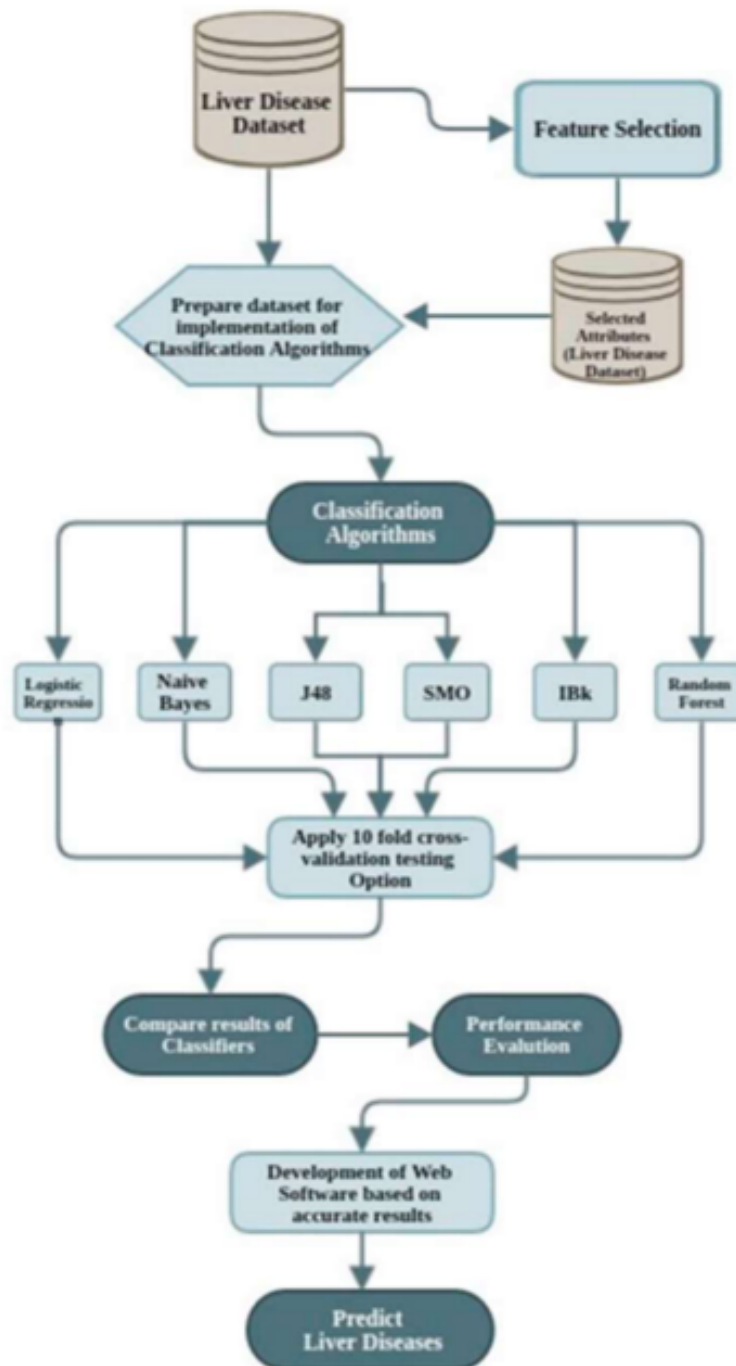 Liver Disease
Dataset
Feature Selection
Prepare dataset for
implementation of
Classification Algorithms
Selected
Attributes
(Liver Disease
Dataset)
Classification
Algorithms
Logistic
Regressio
Naive
Bayes
J48
SMO
IBk
Random
Forest
Apply 10 fold cross-
validation testing
Option
Compare results of
Classifiers
Performance
Evalution
Development of Web
Software based on
accurate results
Predict
Liver Diseases